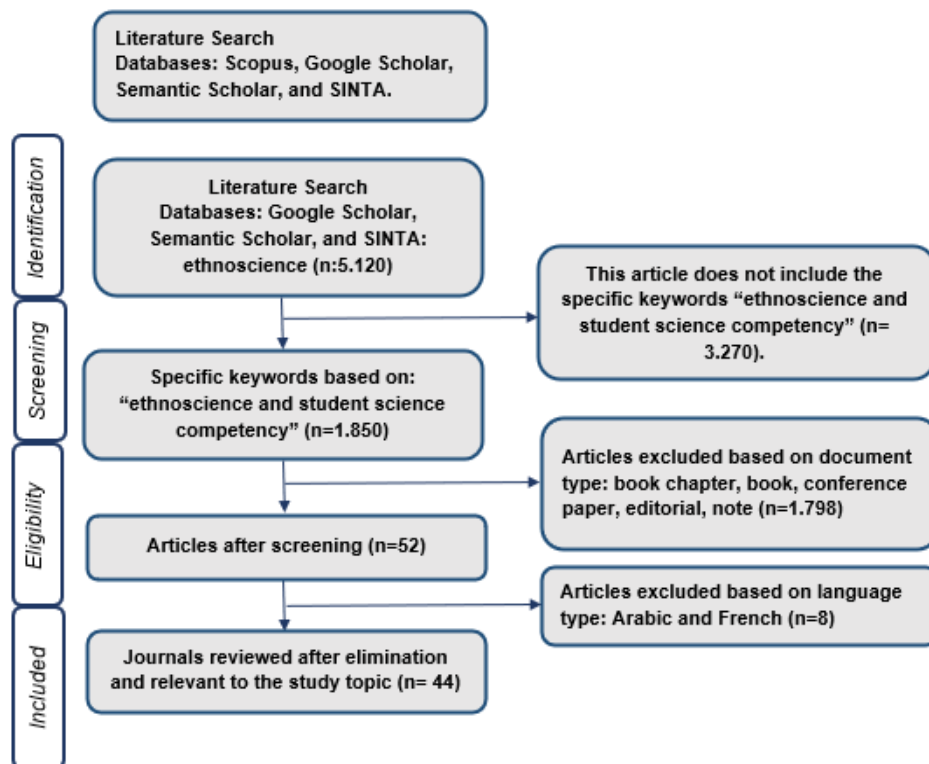 Literature Search
Databases: Scopus, Google Scholar,
Semantic Scholar, and SINTA.
Identification
Literature Search
Databases: Google Scholar,
Semantic Scholar, and SINTA:
ethnoscience (n:5.120)
This article does not include the
specific keywords “ethnoscience and
student science competency” (n=
3.270).
Screening
Specific keywords based on:
“ethnoscience and student science
competency” (n=1.850)
Articles excluded based on document
type: book chapter, book, conference
paper, editorial, note (n=1.798)
Eligibility
Articles after screening (n=52)
Articles excluded based on language
type: Arabic and French (n=8)
Included
Journals reviewed after elimination
and relevant to the study topic (n= 44)